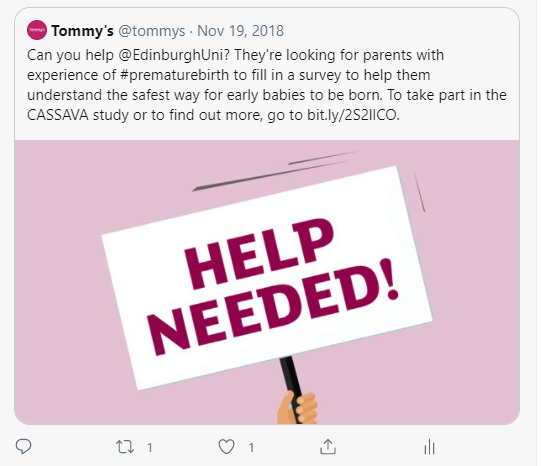 Tommy's @tommys · Nov 19, 2018
Can you help @EdinburghUni? They're looking for parents with
experience of #prematurebirth to fill in a survey to help them
understand the safest way for early babies to be born. To take part in the
CASSAVA study or to find out more, go to bit.ly/2S2IlCO.
HELP
NEEDED!
1 1